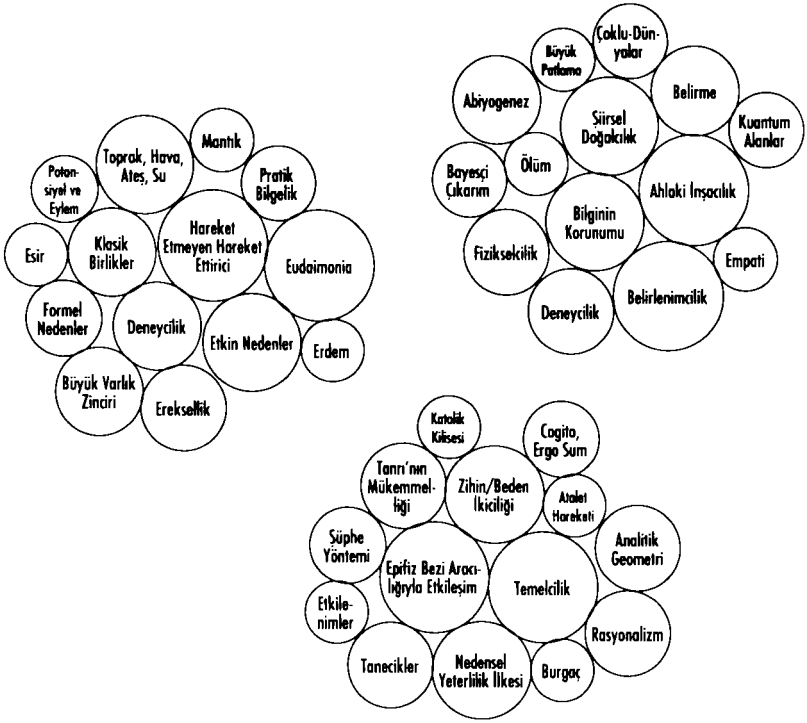 Mantık
Toprak, Hava,
Ateş, Su
Potan-
siyel ve
Eylem
Pratik
Bilgelik
Esir
Klasik
Birlikler
Hareket
Etmeyen Hareket
Ettirici
Eudaimonia
Formel
Nedenler
Deneycilik
Etkin Nedenler
Erdem
Büyük Varlık
Zinciri
Ereksellik
Çoklu-Dün-
yalar
Büyük
Patlama
Abiyogenez
Belirme
Şiirsel
Doğalcılık
Kuantum
Alanlar
Bayesçi
Çıkarım
Ölüm
Ahlaki İnşacılık
Bilginin
Korunumu
Fizikselcilik
Empati
Deneycilik
Belirlenimcilik
Katolik
Kilisesi
Cogito,
Ergo Sum
Tanrı'nın
Mükemmel-
liği
Zihin/Beden
İkiciliği
Atalet
Hareketi
Şüphe
Yöntemi
Analitik
Geometri
Epifiz Bezi Aracı-
lığıyla Etkileşim
Temelcilik
Etkile-
nimler
Rasyonalizm
Tanecikler
Nedensel
Yeterlilik İlkesi
Burgaç